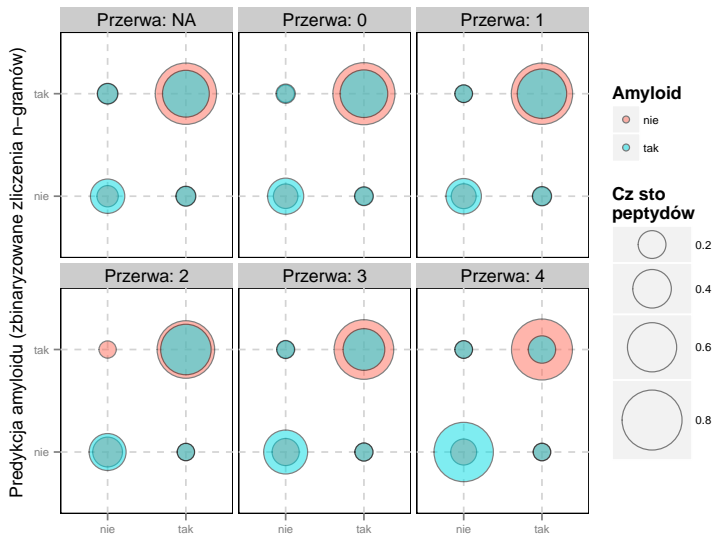 Przerwa: NA
Przerwa: 0
Przerwa: 1
Przerwa: 2
Przerwa: 3
Przerwa: 4
Predykcja amyloidu (zbinaryzowane zliczenia n−gramów)
tak
nie
tak
nie
nie
tak
nie
tak
nie
tak
Amyloid
nie
tak
Cz sto
peptydów
0.2
0.4
0.6
0.8